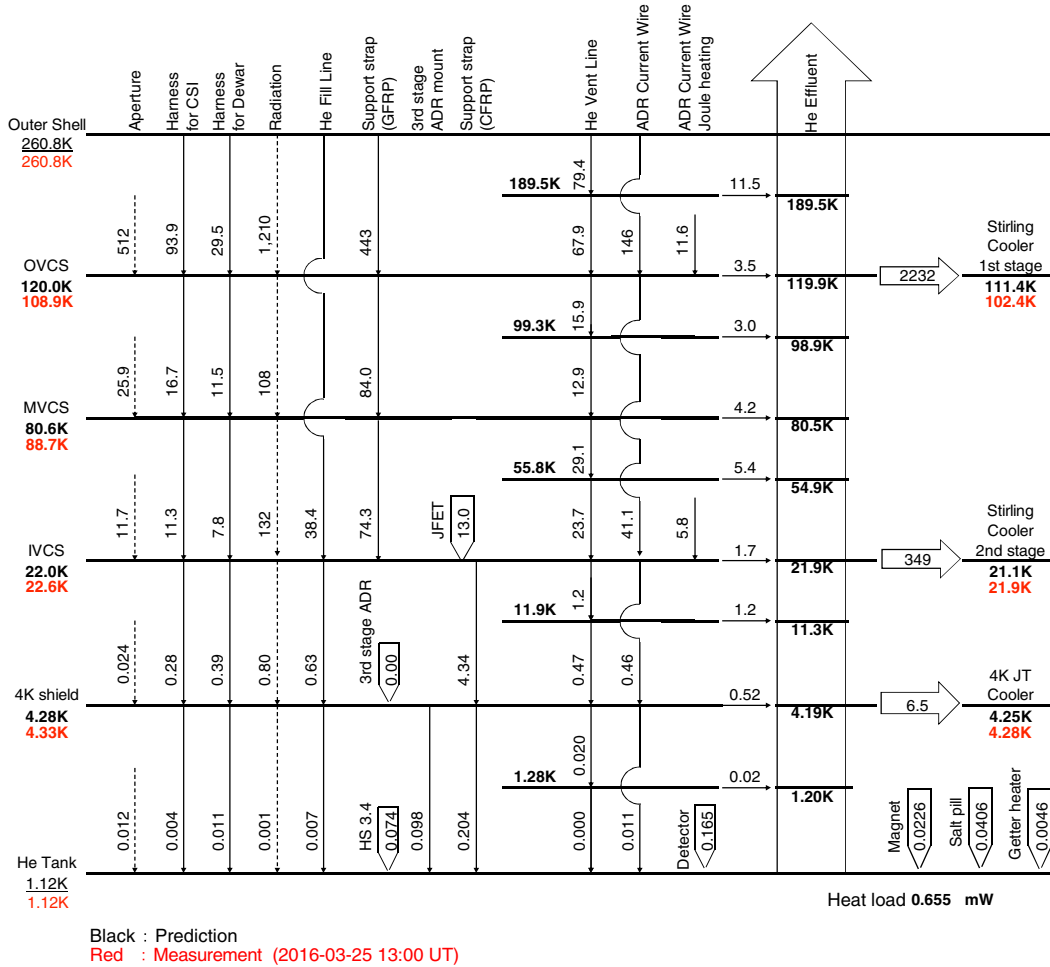 Aperture
Harness
for CSI
Harness
for Dewar
Radiation
He Fill Line
Support strap
(GFRP)
3rd stage
ADR mount
Support strap
(CFRP)
He Vent Line
ADR Current Wire
ADR Current Wire
Joule heating
He Effluent
Outer Shell
260.8K
260.8K
79.4
189.5K
11.5
189.5K
512
93.9
29.5
1,210
443
67.9
146
11.6
OVCS
120.0K
108.9K
3.5
119.9K
2232
Stirling
Cooler
1st stage
111.4K
102.4K
15.9
99.3K
3.0
98.9K
25.9
16.7
11.5
108
84.0
12.9
MVCS
80.6K
88.7K
4.2
80.5K
29.1
55.8K
5.4
54.9K
11.7
11.3
7.8
132
38.4
74.3
JFET
13.0
23.7
41.1
5.8
IVCS
22.0K
22.6K
1.7
21.9K
349
Stirling
Cooler
2nd stage
21.1K
21.9K
1.2
11.9K
1.2
11.3K
0.024
0.28
0.39
0.80
0.63
3rd stage ADR
0.00
4.34
0.47
0.46
4K shield
4.28K
4.33K
0.52
4.19K
6.5
4K JT
Cooler
4.25K
4.28K
0.020
1.28K
0.02
1.20K
0.012
0.004
0.011
0.001
0.007
HS 3.4
0.074
0.098
0.204
0.000
0.011
Detector
0.165
Magnet
0.0226
Salt pill
0.0406
Getter heater
0.0046
He Tank
1.12K
1.12K
Heat load 0.655 mW
Black : Prediction
Red : Measurement (2016-03-25 13:00 UT)